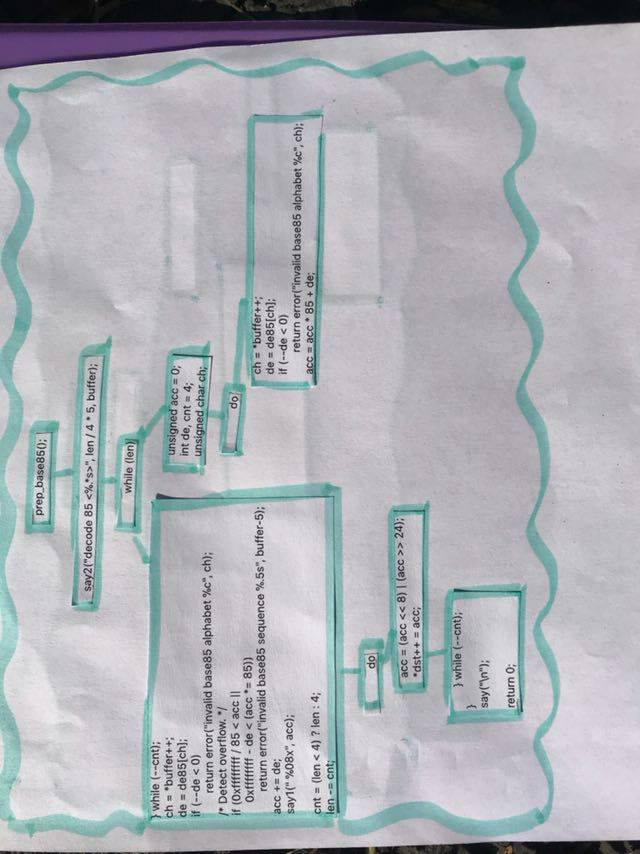 prep_base85();
say2("decode 85 <%.*s>", len / 4 * 5, buffer);
while (len)
unsigned acc = 0;
int de, cnt = 4;
unsigned char ch;
do
ch = *buffer++;
de = de85[ch];
if (--de < 0)
return error("invalid base85 alphabet %c", ch);
acc = acc * 85 + de;
} while (--cnt);
ch = *buffer++;
de = de85[ch];
if (--de < 0)
return error("invalid base85 alphabet %c", ch);
/* Detect overflow. */
if (0xffffffff / 85 < acc ||
0xffffffff - de < (acc *= 85))
return error("invalid base85 sequence %.5s", buffer-5);
acc += de;
say1(" %08x", acc);
cnt = (len < 4) ? len : 4;
len -= cnt;
do
acc = (acc << 8) | (acc >> 24);
*dst++ = acc;
} while (--cnt);
}
say("\n");
return 0;